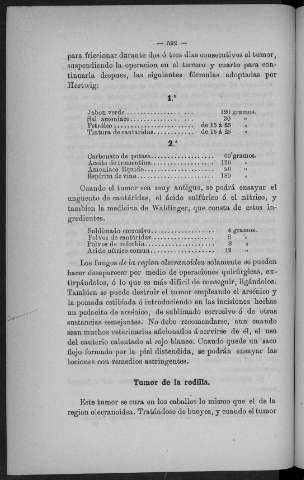 — 592 —
para friccionar durante dos ó tres dias consecutivos el tumor,
suspendiendo la operacion en el tercero y cuarto para con-
tinuarla despues, las siguientes fórmulas adoptadas por
Hertwig:
1.ª
Jabon verde 120 gramos.
Sal amoniaco 30 »
Petróleo de 15 á 25 »
Tintura de cantáridas de 15 á 25 »
2.ª
Carbonato de potasa 60 gramos.
Aceite de trementina 120 »
Amoniaco líquido 50 »
Espíritu de vino 180 »
Cuando el tumor sea muy antiguo, se podrá ensayar el
ungüento de cantáridas, el ácido sulfúrico ó el nítrico, y
tambien la medicina de Waldinger, que consta de estos in-
gredientes.
Sublimado corrosivo 4 gramos.
Polvos de cantáridas 8 »
Polvos de euforbio 8 »
Acido nítrico comun 12 »
Los fungos de la region olecranoidea solamente se pueden
hacer desaparecer por medio de operaciones quirúrgicas, ex-
tirpándolos, ó lo que es más difícil de conseguir, ligándolos.
Tambien se puede destruir el tumor empleando el arsénico y
la pomada estibiada ó introduciendo en las incisiones hechas
un pedacito de arsénico, de sublimado corrosivo ó de otras
sustancias semejantes. No debe recomendarse, aun cuando
sean muchos veterinarios aficionados á servirse de él, el uso
del cauterio calentado al rojo blanco. Cuando quede un saco
flojo formado por la piel distendida, se podrán ensayar las
lociones con remedios astringentes.
Tumor de la rodilla.
Este tumor se cura en los caballos lo mismo que el de la
region olecranoidea. Tratándose de bueyes, y cuando el tumor